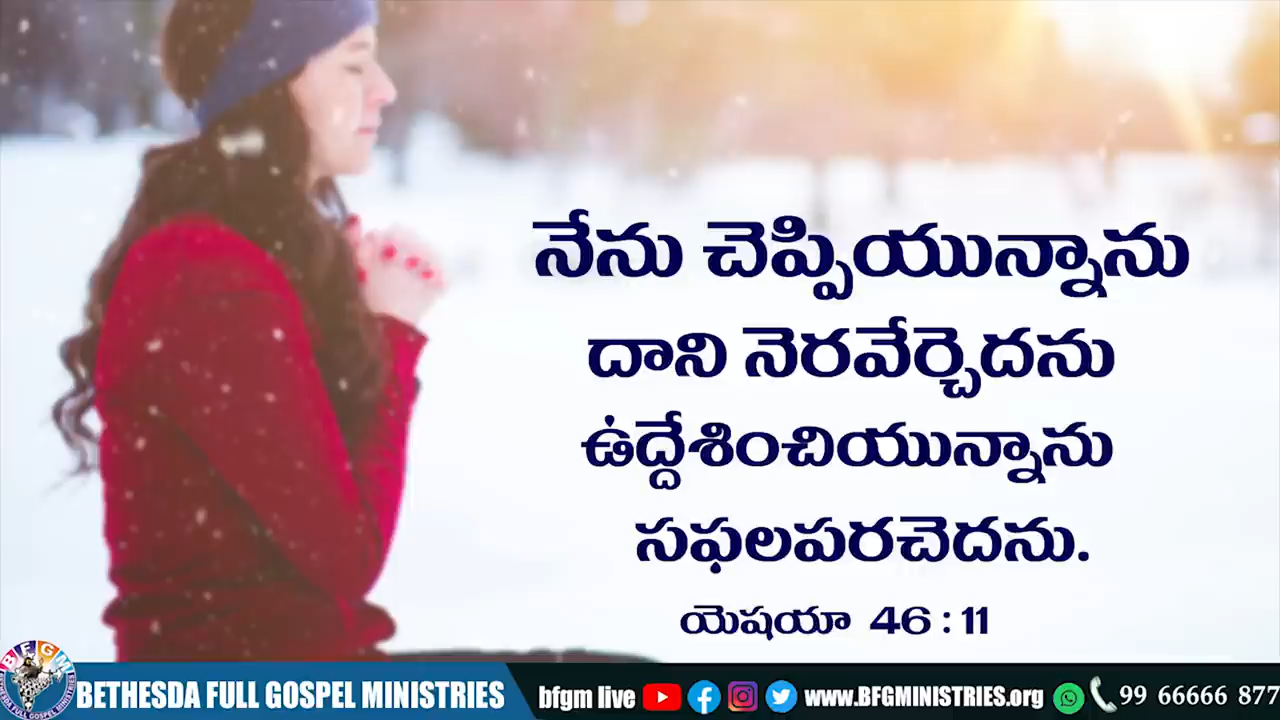 నేను చెప్పియున్నాను
దాని నెరవేర్చెదను
ఉద్దేశించియున్నాను
సఫలపరచెదను.
యెషయా 46 : 11
BFGM
BETHESDA FULL GOSPEL MINISTRIES bfgm live www.BFGMINISTRIES.org 99 66666 877